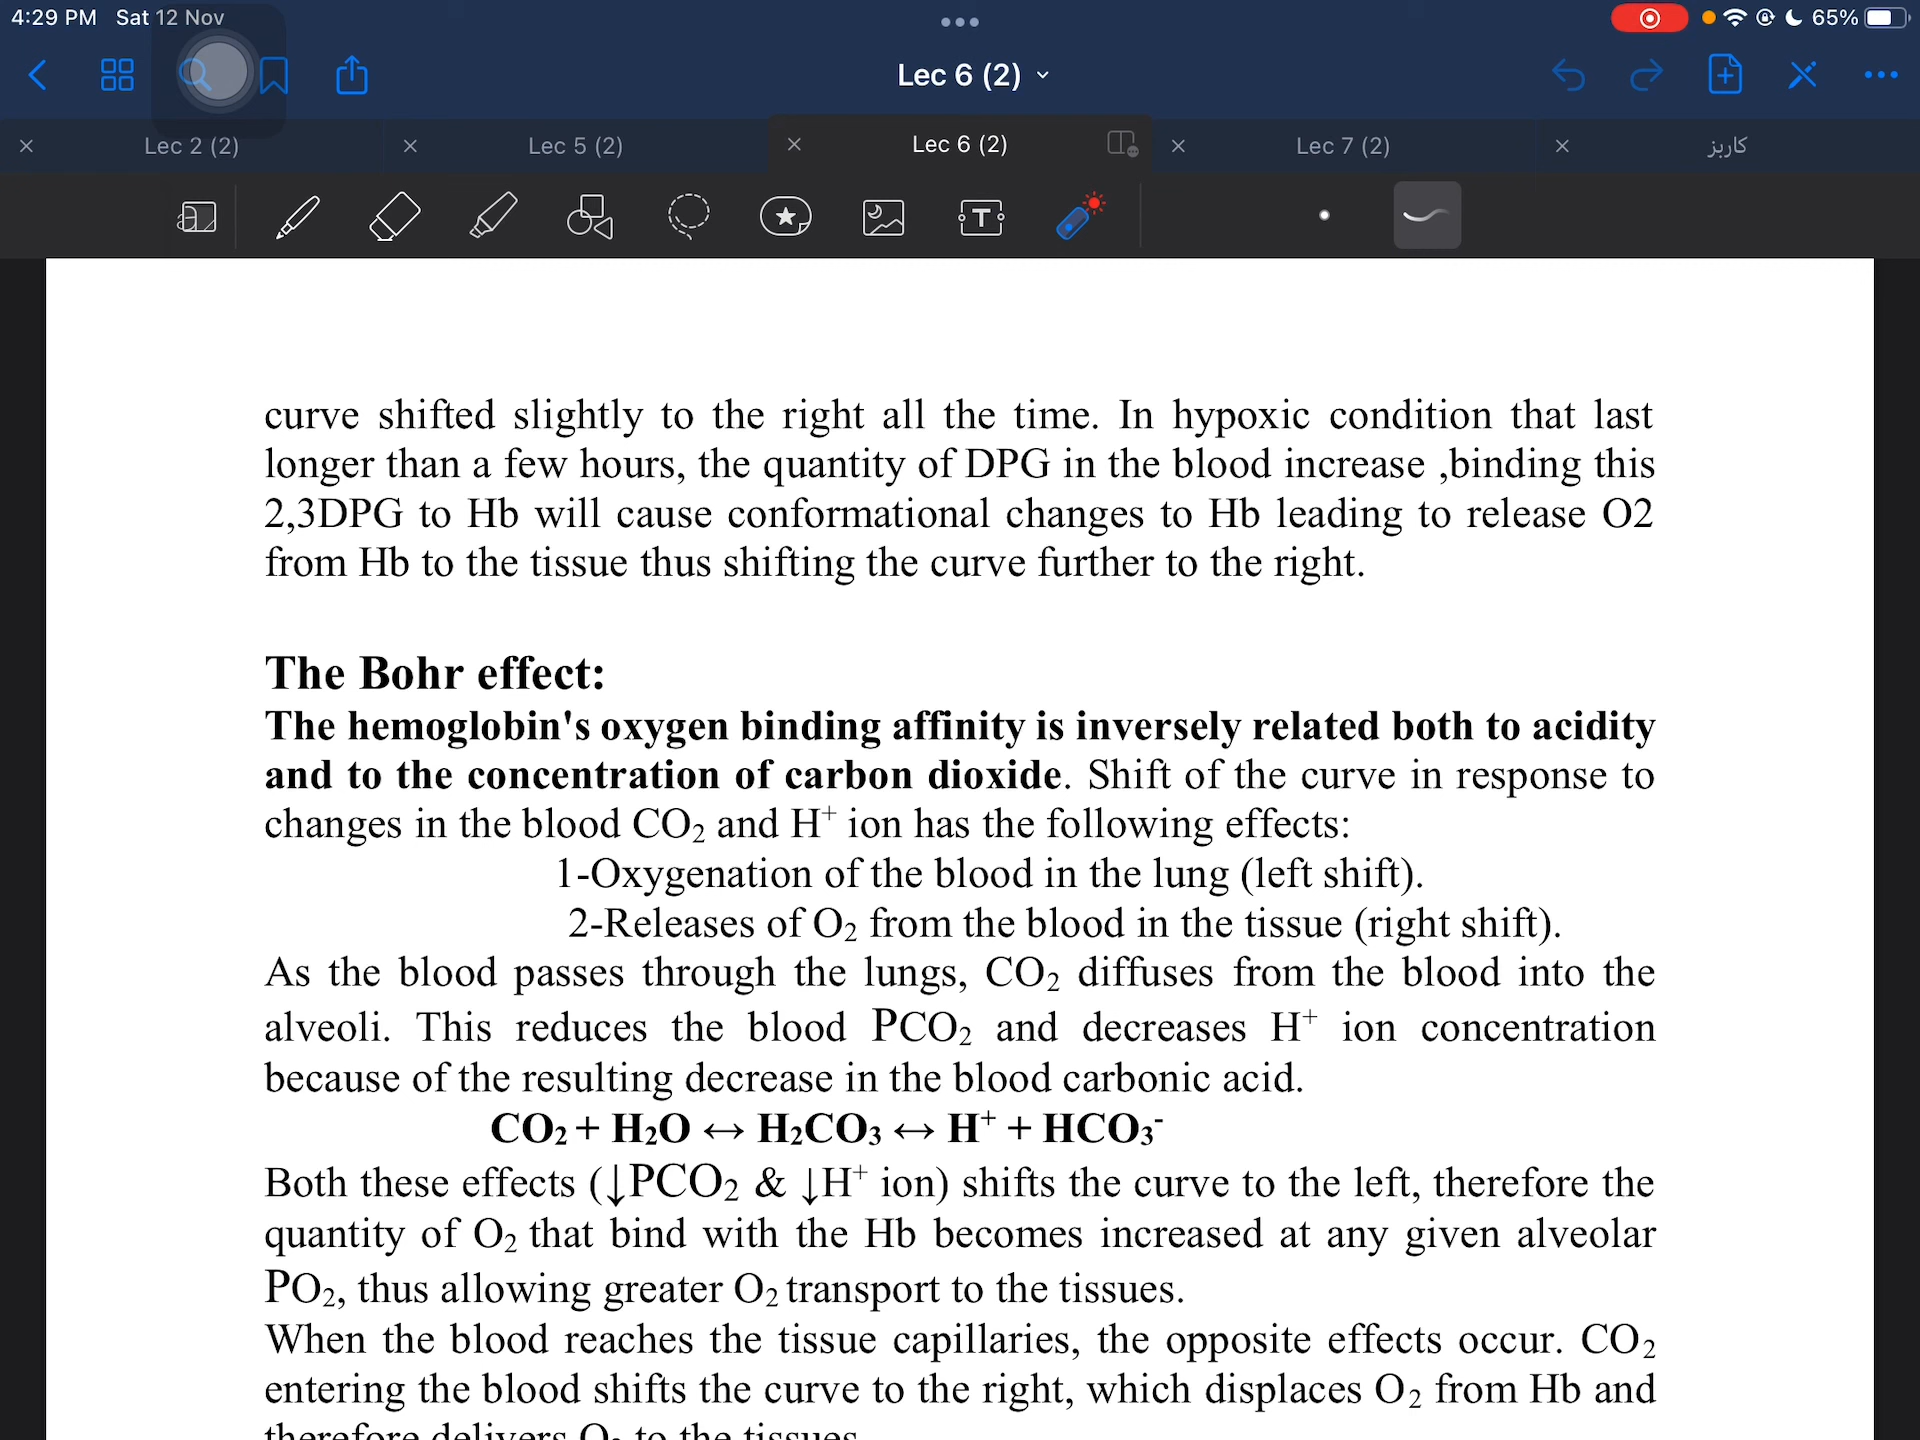 4:29 PM Sat 12 Nov
65%
Lec 6 (2)
Lec 2 (2)
Lec 5 (2)
Lec 6 (2)
Lec 7 (2)
كاربز
a
T
curve shifted slightly to the right all the time. In hypoxic condition that last
longer than a few hours, the quantity of DPG in the blood increase ,binding this
2,3DPG to Hb will cause conformational changes to Hb leading to release O2
from Hb to the tissue thus shifting the curve further to the right.
The Bohr effect:
The hemoglobin's oxygen binding affinity is inversely related both to acidity
and to the concentration of carbon dioxide. Shift of the curve in response to
changes in the blood CO₂ and H⁺ ion has the following effects:
1-Oxygenation of the blood in the lung (left shift).
2-Releases of O₂ from the blood in the tissue (right shift).
As the blood passes through the lungs, CO₂ diffuses from the blood into the
alveoli. This reduces the blood PCO₂ and decreases H⁺ ion concentration
because of the resulting decrease in the blood carbonic acid.
CO₂ + H₂O ↔ H₂CO₃ ↔ H⁺ + HCO₃⁻
Both these effects (↓PCO₂ & ↓H⁺ ion) shifts the curve to the left, therefore the
quantity of O₂ that bind with the Hb becomes increased at any given alveolar
PO₂, thus allowing greater O₂ transport to the tissues.
When the blood reaches the tissue capillaries, the opposite effects occur. CO₂
entering the blood shifts the curve to the right, which displaces O₂ from Hb and
therefore delivers O₂ to the tissues